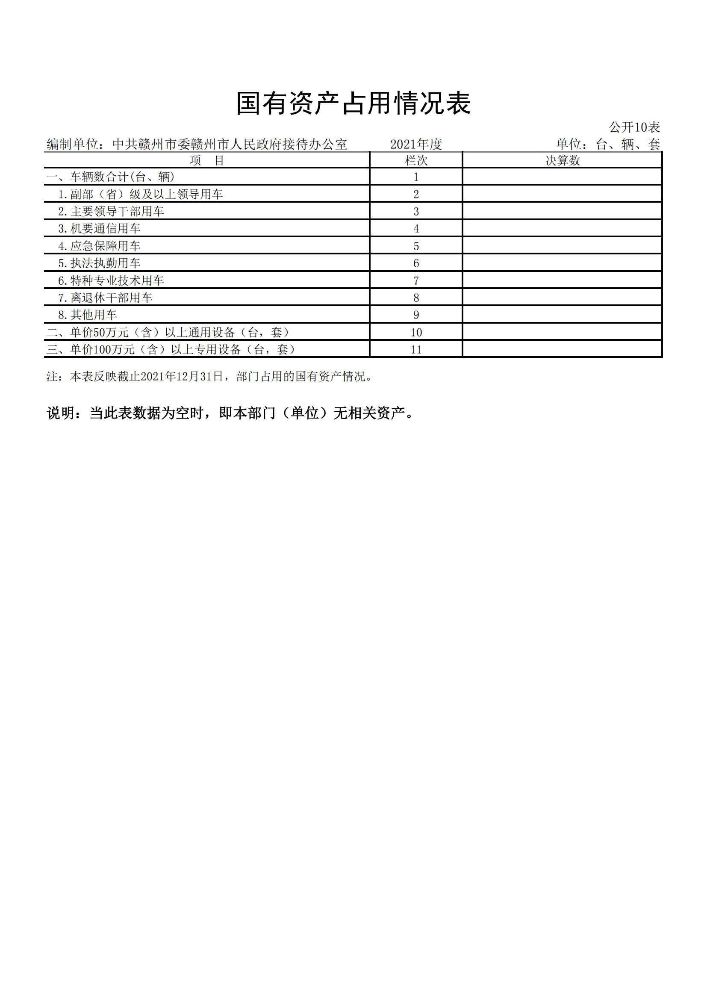 国有资产占用情况表
公开10表
编制单位：中共赣州市委赣州市人民政府接待办公室 2021年度 单位：台、辆、套
项 目 栏次 决算数
一、车辆数合计(台、辆) 1
1.副部（省）级及以上领导用车 2
2.主要领导干部用车 3
3.机要通信用车 4
4.应急保障用车 5
5.执法执勤用车 6
6.特种专业技术用车 7
7.离退休干部用车 8
8.其他用车 9
二、单价50万元（含）以上通用设备（台，套） 10
三、单价100万元（含）以上专用设备（台，套） 11
注：本表反映截止2021年12月31日，部门占用的国有资产情况。
说明：当此表数据为空时，即本部门（单位）无相关资产。